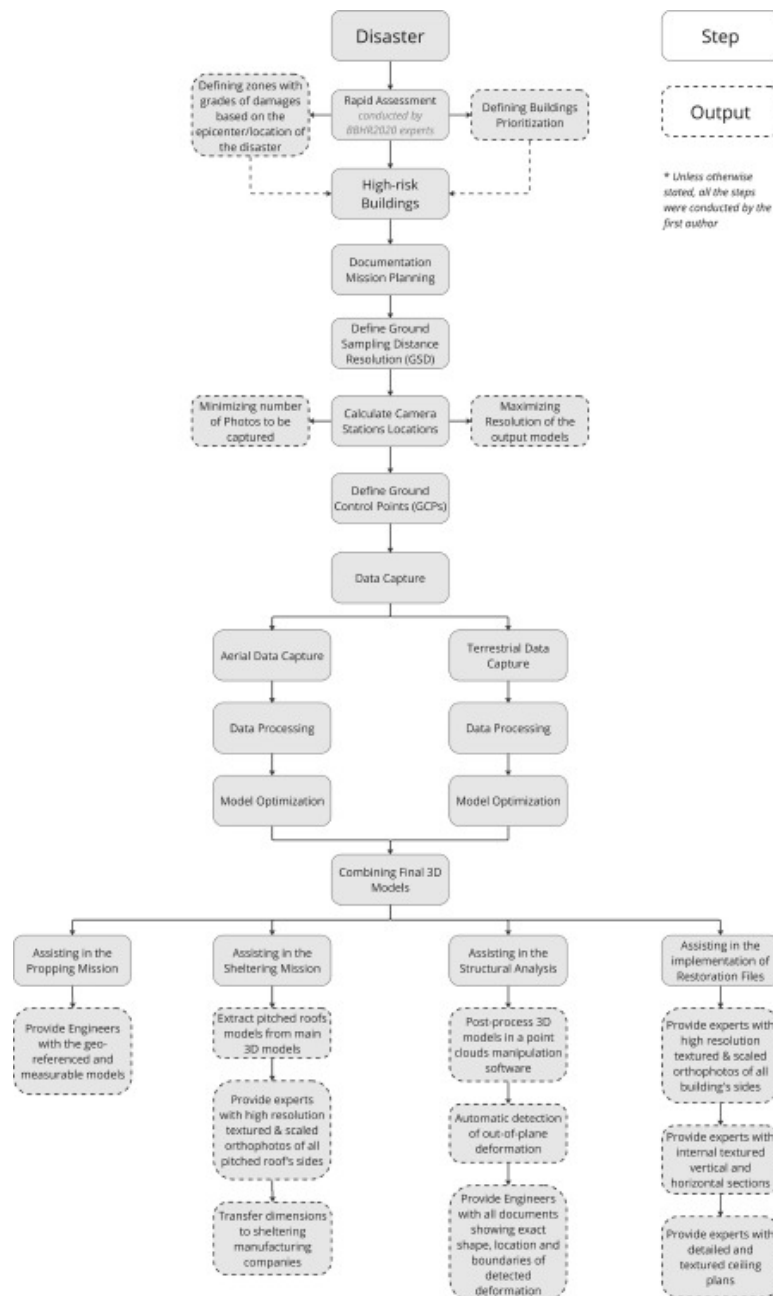 Disaster
Step
Defining zones with
grades of damages
based on the
epicenter/location of
the disaster
Rapid Assessment
conducted by
BBHR2020 experts
Defining Buildings
Prioritization
Output
High-risk
Buildings
* Unless otherwise
stated, all the steps
were conducted by the
first author
Documentation
Mission Planning
Define Ground
Sampling Distance
Resolution (GSD)
Minimizing number
of Photos to be
captured
Calculate Camera
Stations Locations
Maximizing
Resolution of the
output models
Define Ground
Control Points (GCPs)
Data Capture
Aerial Data Capture
Terrestrial Data
Capture
Data Processing
Data Processing
Model Optimization
Model Optimization
Combining Final 3D
Models
Assisting in the
Propping Mission
Assisting in the
Sheltering Mission
Assisting in the
Structural Analysis
Assisting in the
implementation of
Restoration Files
Provide Engineers
with the geo-
referenced and
measurable models
Extract pitched roofs
models from main
3D models
Post-process 3D
models in a point
clouds manipulation
software
Provide experts with
high resolution
textured & scaled
orthophotos of all
building's sides
Provide experts
with high resolution
textured & scaled
orthophotos of all
pitched roof's sides
Automatic detection
of out-of-plane
deformation
Provide experts with
internal textured
vertical and
horizontal sections
Transfer dimensions
to sheltering
manufacturing
companies
Provide Engineers
with all documents
showing exact
shape, location and
boundaries of
detected
deformation
Provide experts with
detailed and
textured ceiling
plans